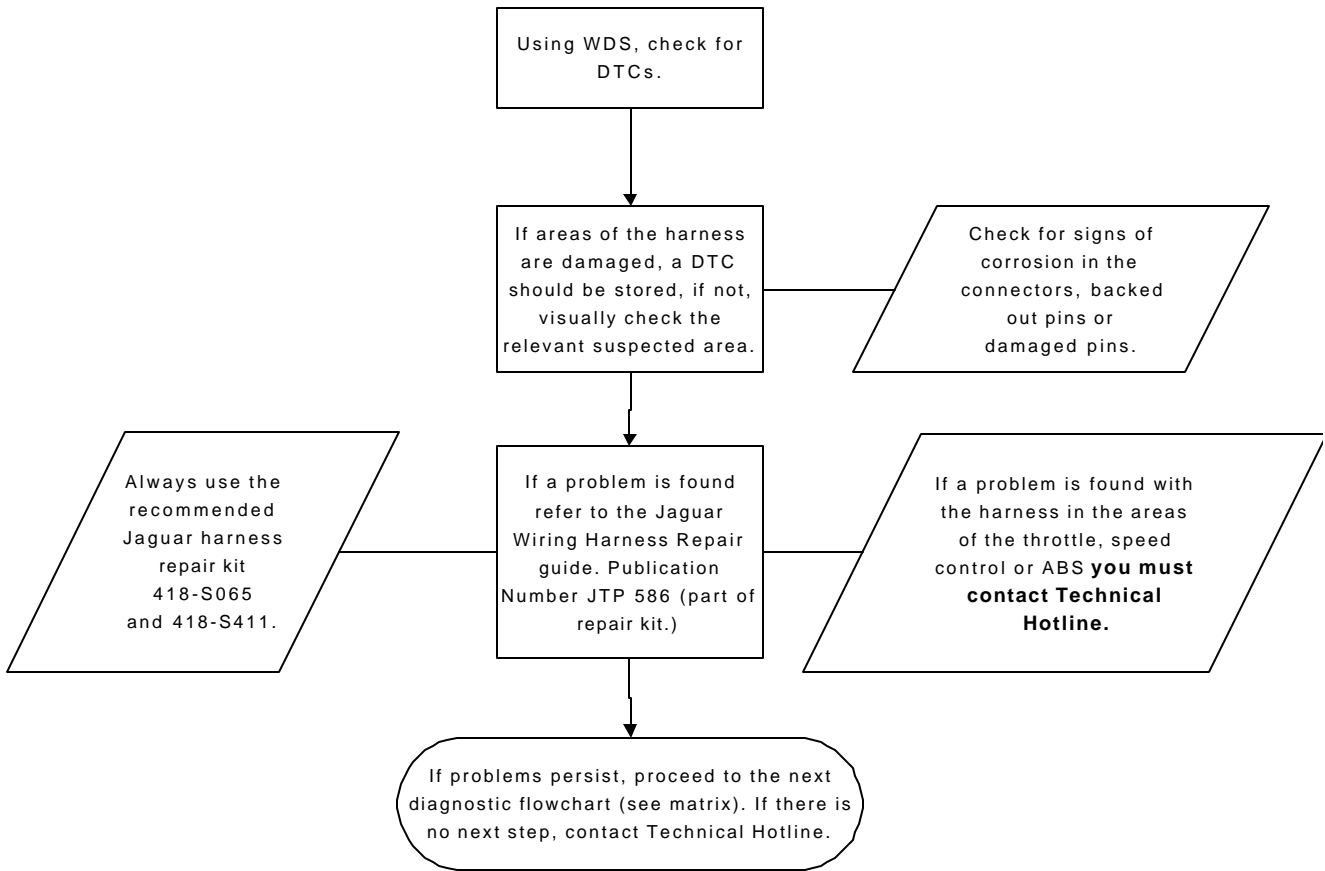 Using WDS, check for
DTCs.
If areas of the harness
are damaged, a DTC
should be stored, if not,
visually check the
relevant suspected area.
Check for signs of
corrosion in the
connectors, backed
out pins or
damaged pins.
Always use the
recommended
Jaguar harness
repair kit
418-S065
and 418-S411.
If a problem is found
refer to the Jaguar
Wiring Harness Repair
guide. Publication
Number JTP 586 (part of
repair kit.)
If a problem is found with
the harness in the areas
of the throttle, speed
control or ABS you must
contact Technical
Hotline.
If problems persist, proceed to the next
diagnostic flowchart (see matrix). If there is
no next step, contact Technical Hotline.